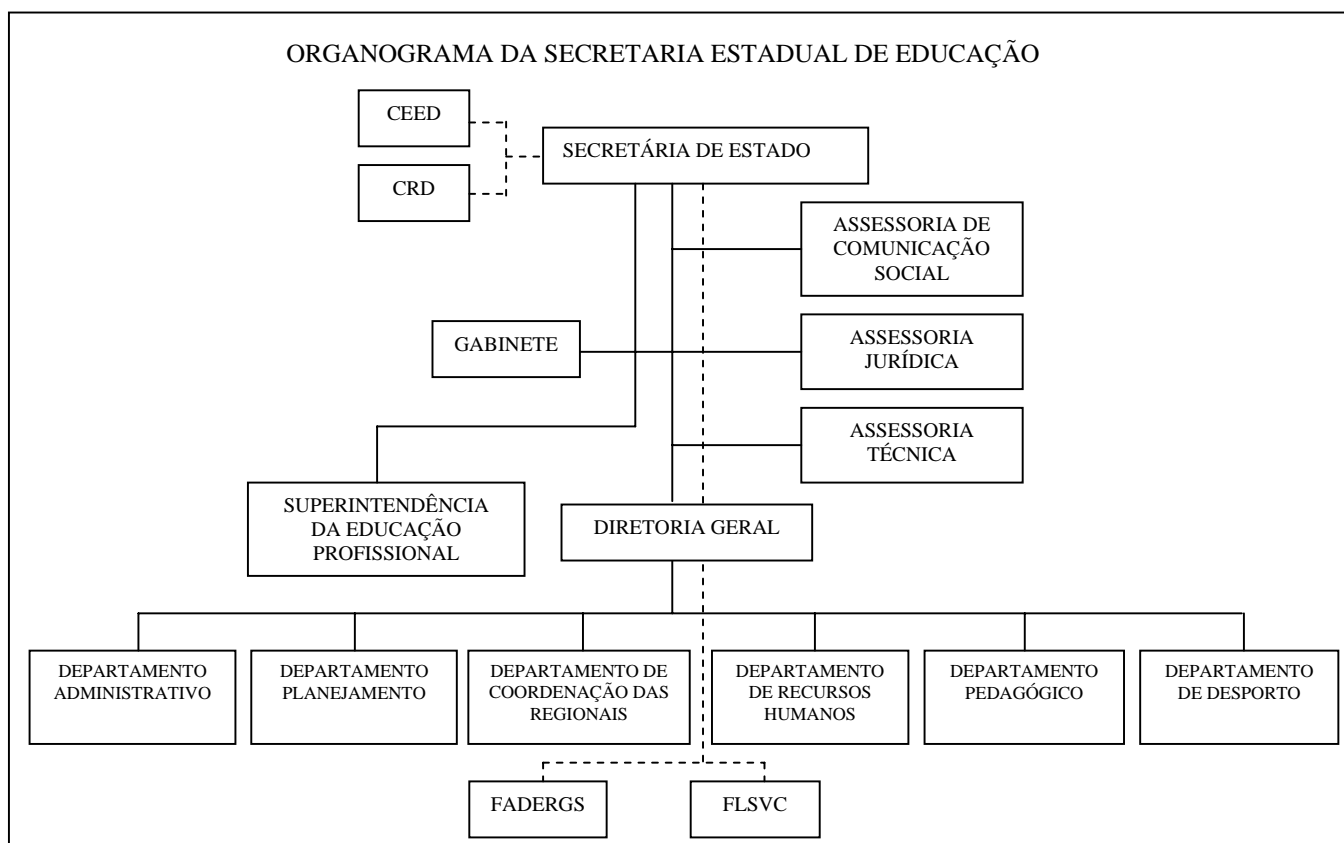 ORGANOGRAMA DA SECRETARIA ESTADUAL DE EDUCAÇÃO
CEED
SECRETÁRIA DE ESTADO
CRD
ASSESSORIA DE
COMUNICAÇÃO
SOCIAL
GABINETE
ASSESSORIA
JURÍDICA
ASSESSORIA
TÉCNICA
SUPERINTENDÊNCIA
DA EDUCAÇÃO
PROFISSIONAL
DIRETORIA GERAL
DEPARTAMENTO
ADMINISTRATIVO
DEPARTAMENTO
PLANEJAMENTO
DEPARTAMENTO DE
COORDENAÇÃO DAS
REGIONAIS
DEPARTAMENTO
DE RECURSOS
HUMANOS
DEPARTAMENTO
PEDAGÓGICO
DEPARTAMENTO
DE DESPORTO
FADERGS
FLSVC